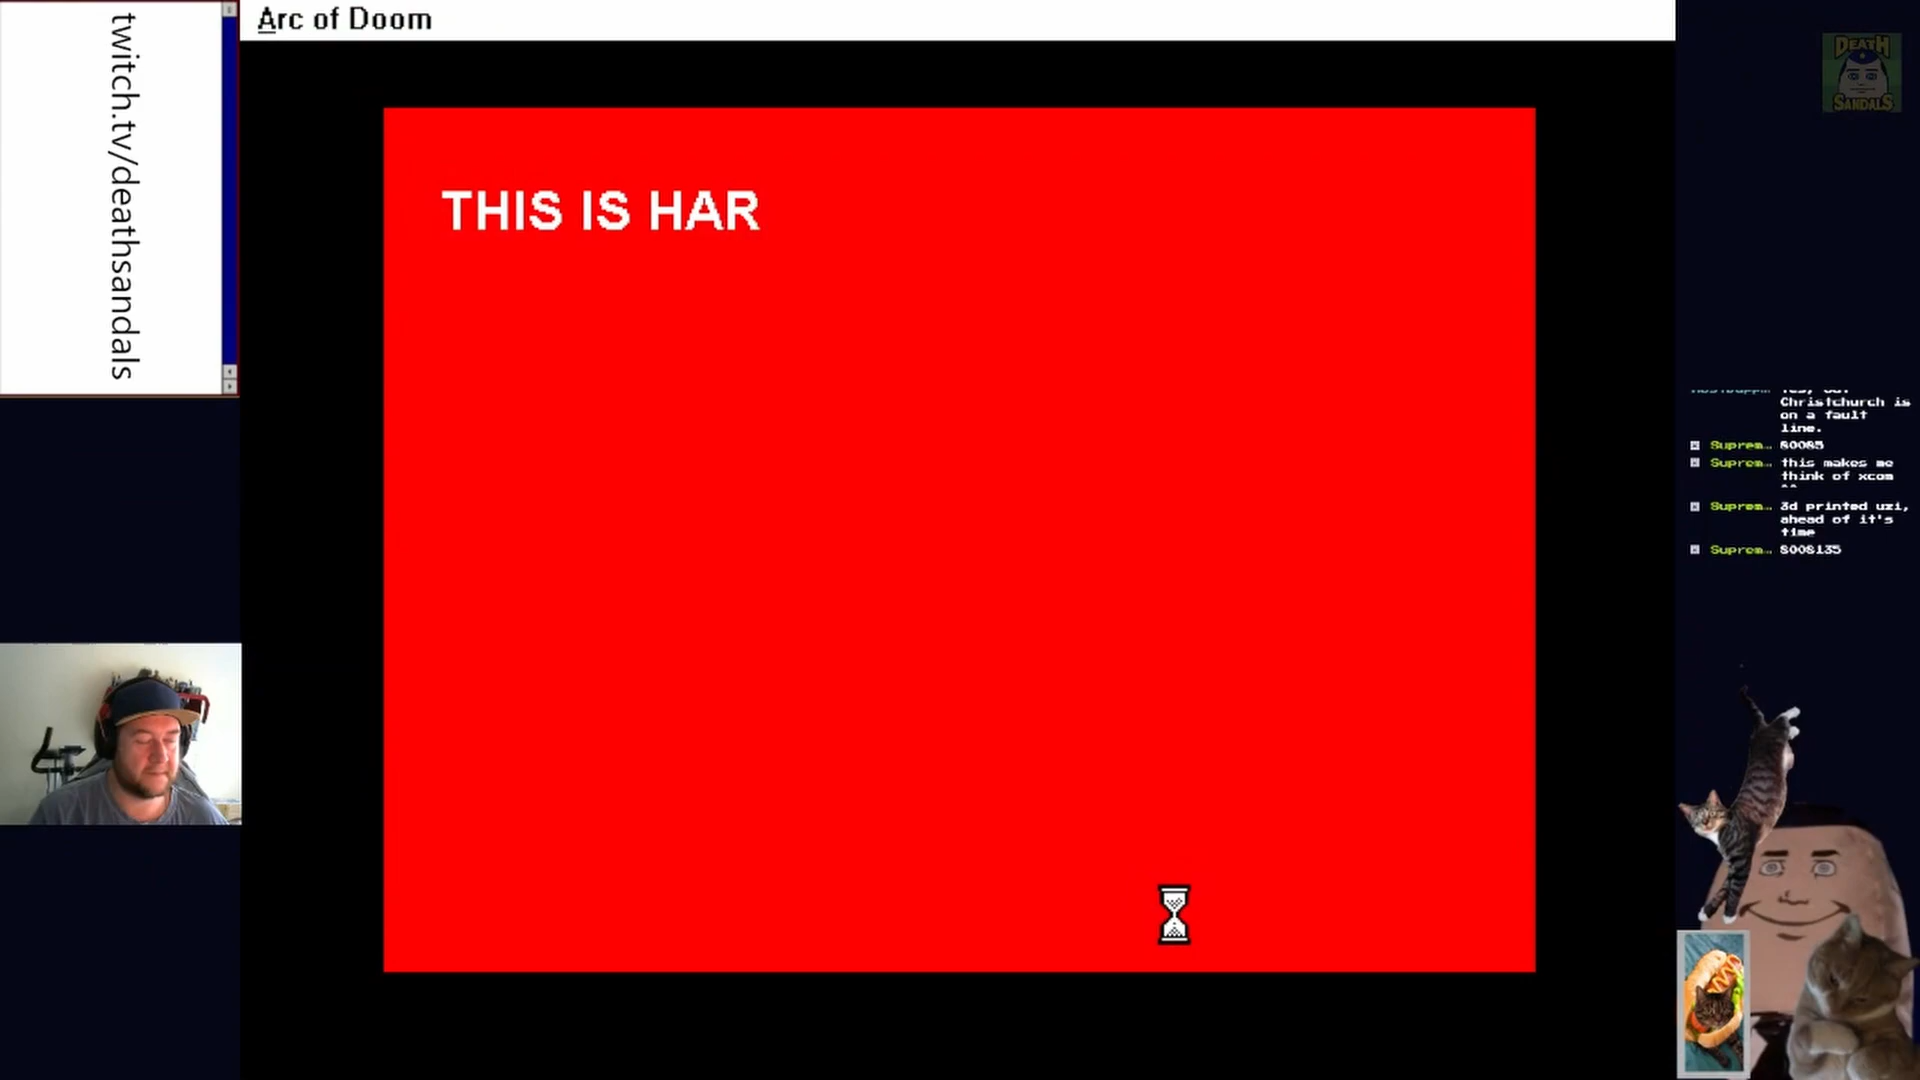 twitch.tv/deathsandals
Arc of Doom
DEATH
SANDALS
THIS IS HAR
Christchurch is
on a fault
line.
Suprem… 80085
Suprem… this makes me
think of xcom
^^
Suprem… 3d printed uzi,
ahead of it's
time
Suprem… 8008135